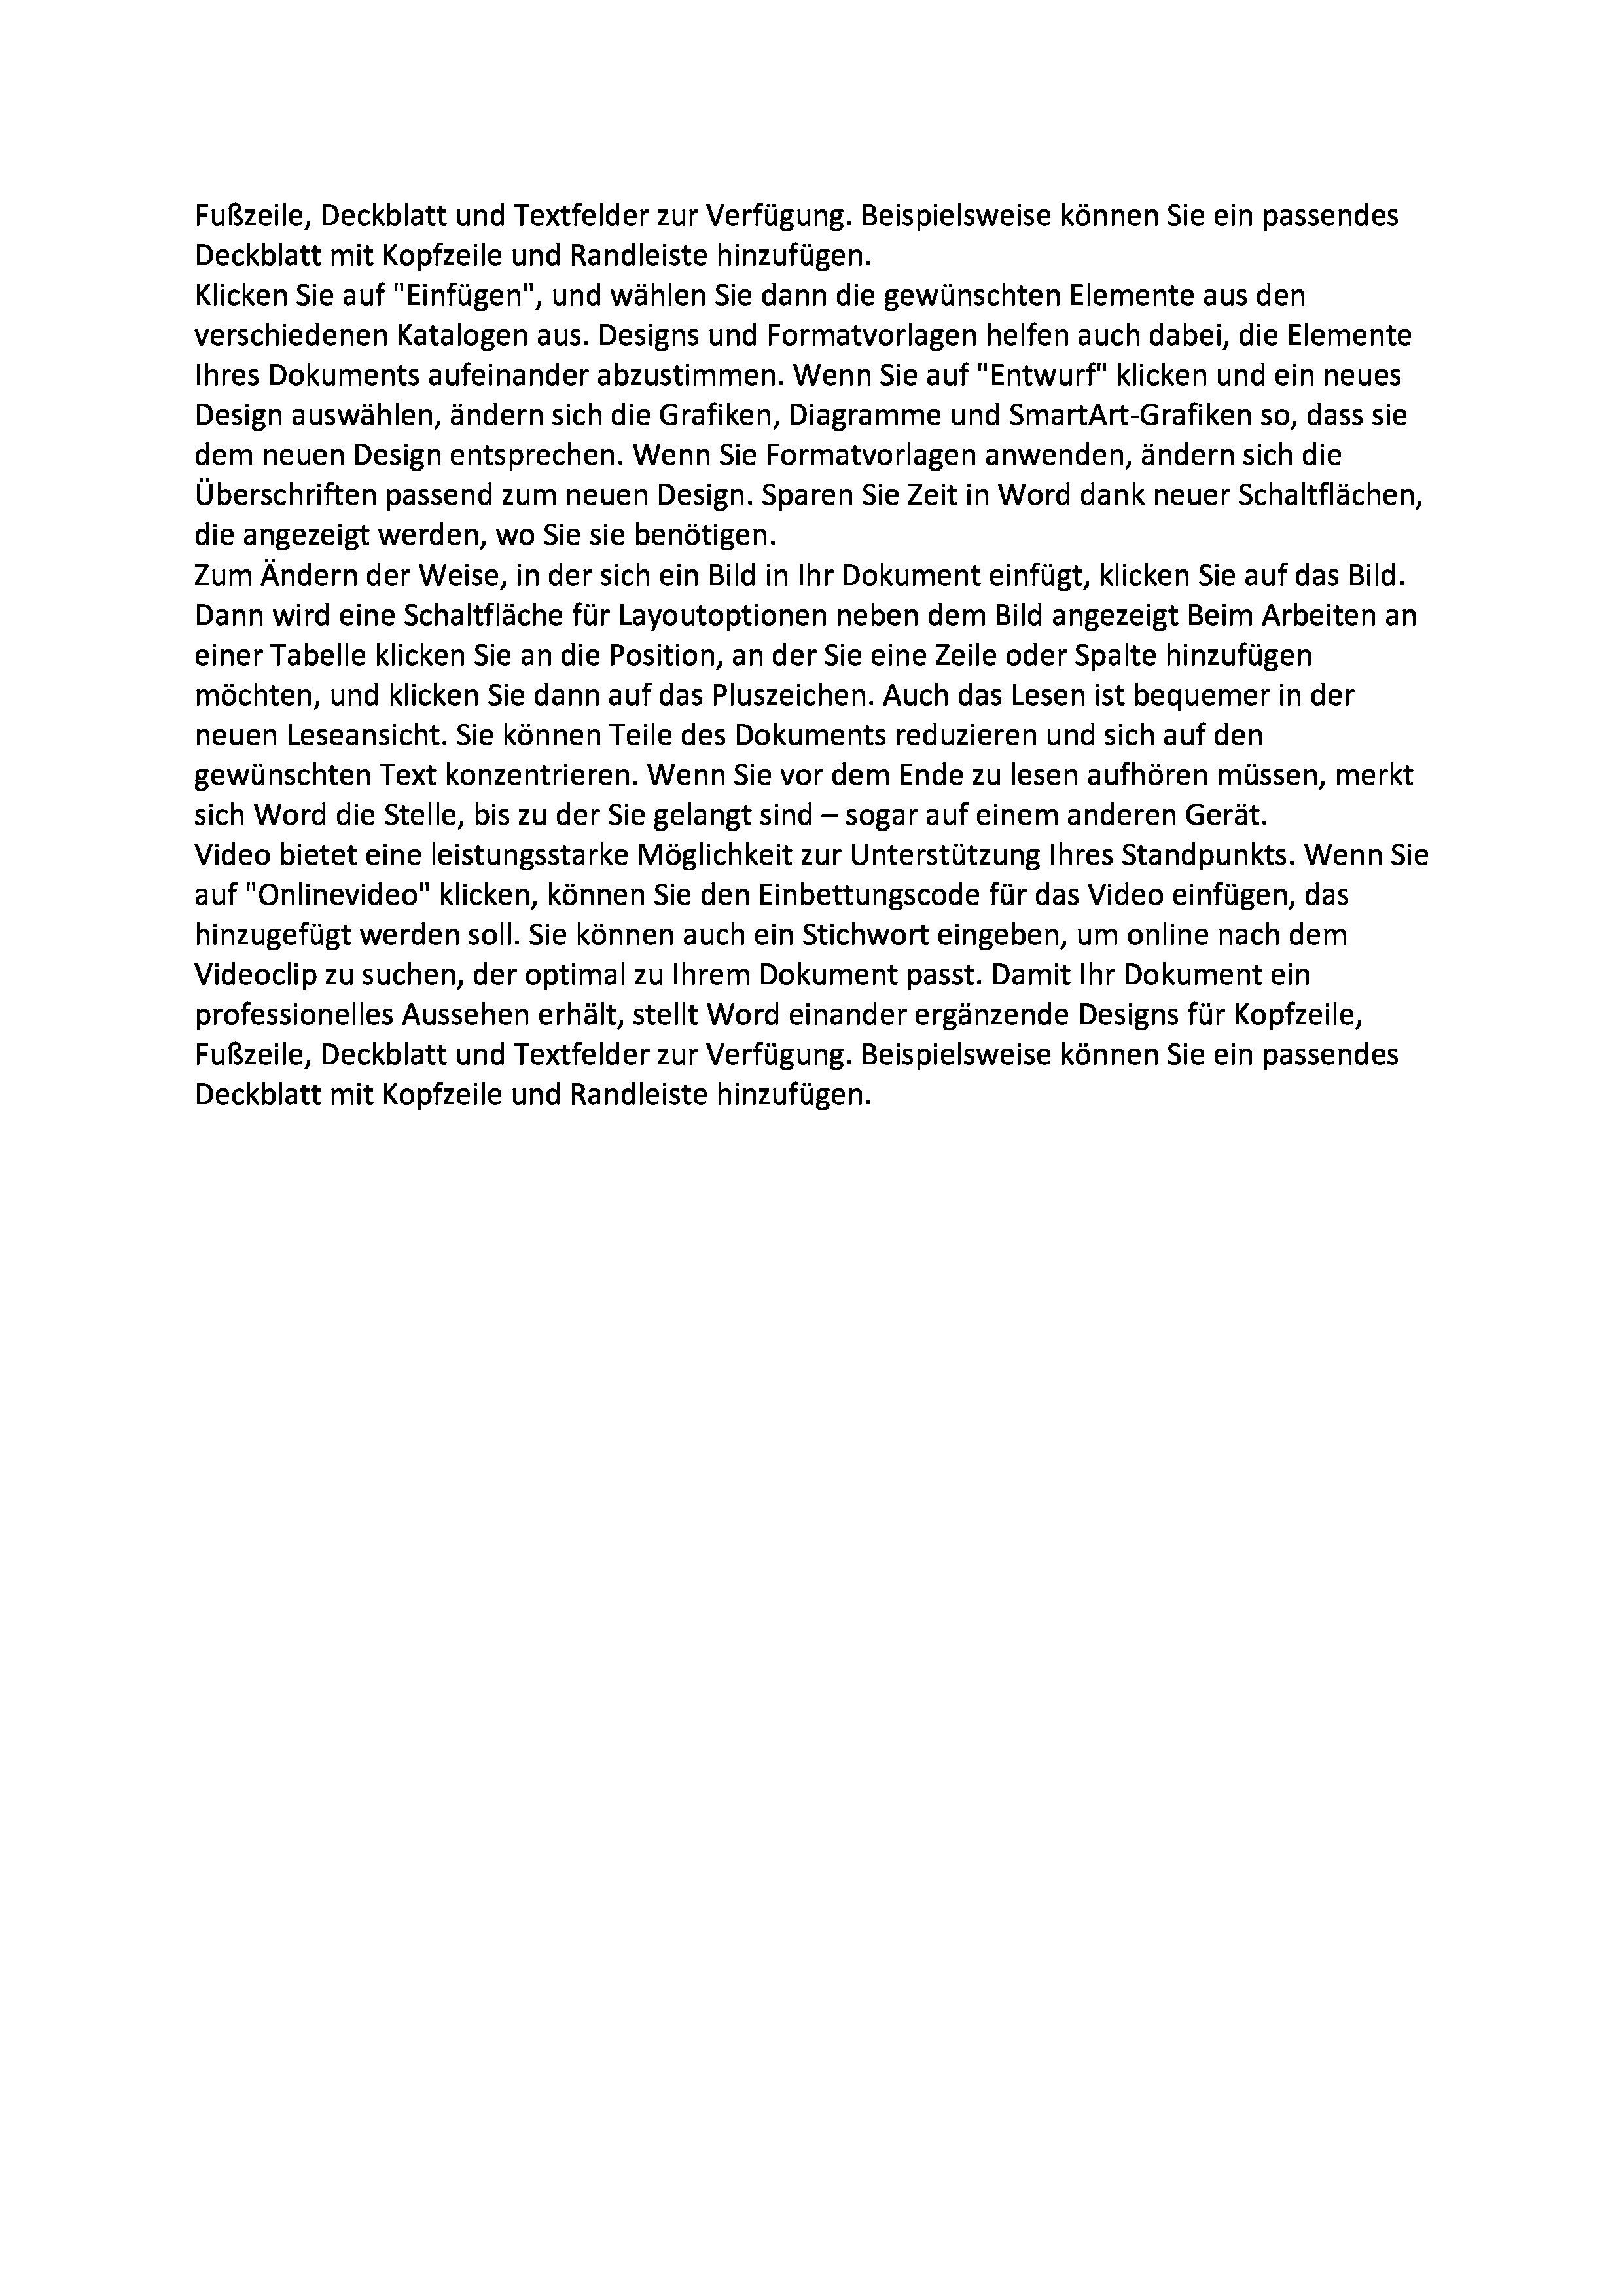 Fußzeile, Deckblatt und Textfelder zur Verfügung. Beispielsweise können Sie ein passendes
Deckblatt mit Kopfzeile und Randleiste hinzufügen.
Klicken Sie auf "Einfügen", und wählen Sie dann die gewünschten Elemente aus den
verschiedenen Katalogen aus. Designs und Formatvorlagen helfen auch dabei, die Elemente
Ihres Dokuments aufeinander abzustimmen. Wenn Sie auf "Entwurf" klicken und ein neues
Design auswählen, ändern sich die Grafiken, Diagramme und SmartArt-Grafiken so, dass sie
dem neuen Design entsprechen. Wenn Sie Formatvorlagen anwenden, ändern sich die
Überschriften passend zum neuen Design. Sparen Sie Zeit in Word dank neuer Schaltflächen,
die angezeigt werden, wo Sie sie benötigen.
Zum Ändern der Weise, in der sich ein Bild in Ihr Dokument einfügt, klicken Sie auf das Bild.
Dann wird eine Schaltfläche für Layoutoptionen neben dem Bild angezeigt Beim Arbeiten an
einer Tabelle klicken Sie an die Position, an der Sie eine Zeile oder Spalte hinzufügen
möchten, und klicken Sie dann auf das Pluszeichen. Auch das Lesen ist bequemer in der
neuen Leseansicht. Sie können Teile des Dokuments reduzieren und sich auf den
gewünschten Text konzentrieren. Wenn Sie vor dem Ende zu lesen aufhören müssen, merkt
sich Word die Stelle, bis zu der Sie gelangt sind – sogar auf einem anderen Gerät.
Video bietet eine leistungsstarke Möglichkeit zur Unterstützung Ihres Standpunkts. Wenn Sie
auf "Onlinevideo" klicken, können Sie den Einbettungscode für das Video einfügen, das
hinzugefügt werden soll. Sie können auch ein Stichwort eingeben, um online nach dem
Videoclip zu suchen, der optimal zu Ihrem Dokument passt. Damit Ihr Dokument ein
professionelles Aussehen erhält, stellt Word einander ergänzende Designs für Kopfzeile,
Fußzeile, Deckblatt und Textfelder zur Verfügung. Beispielsweise können Sie ein passendes
Deckblatt mit Kopfzeile und Randleiste hinzufügen.